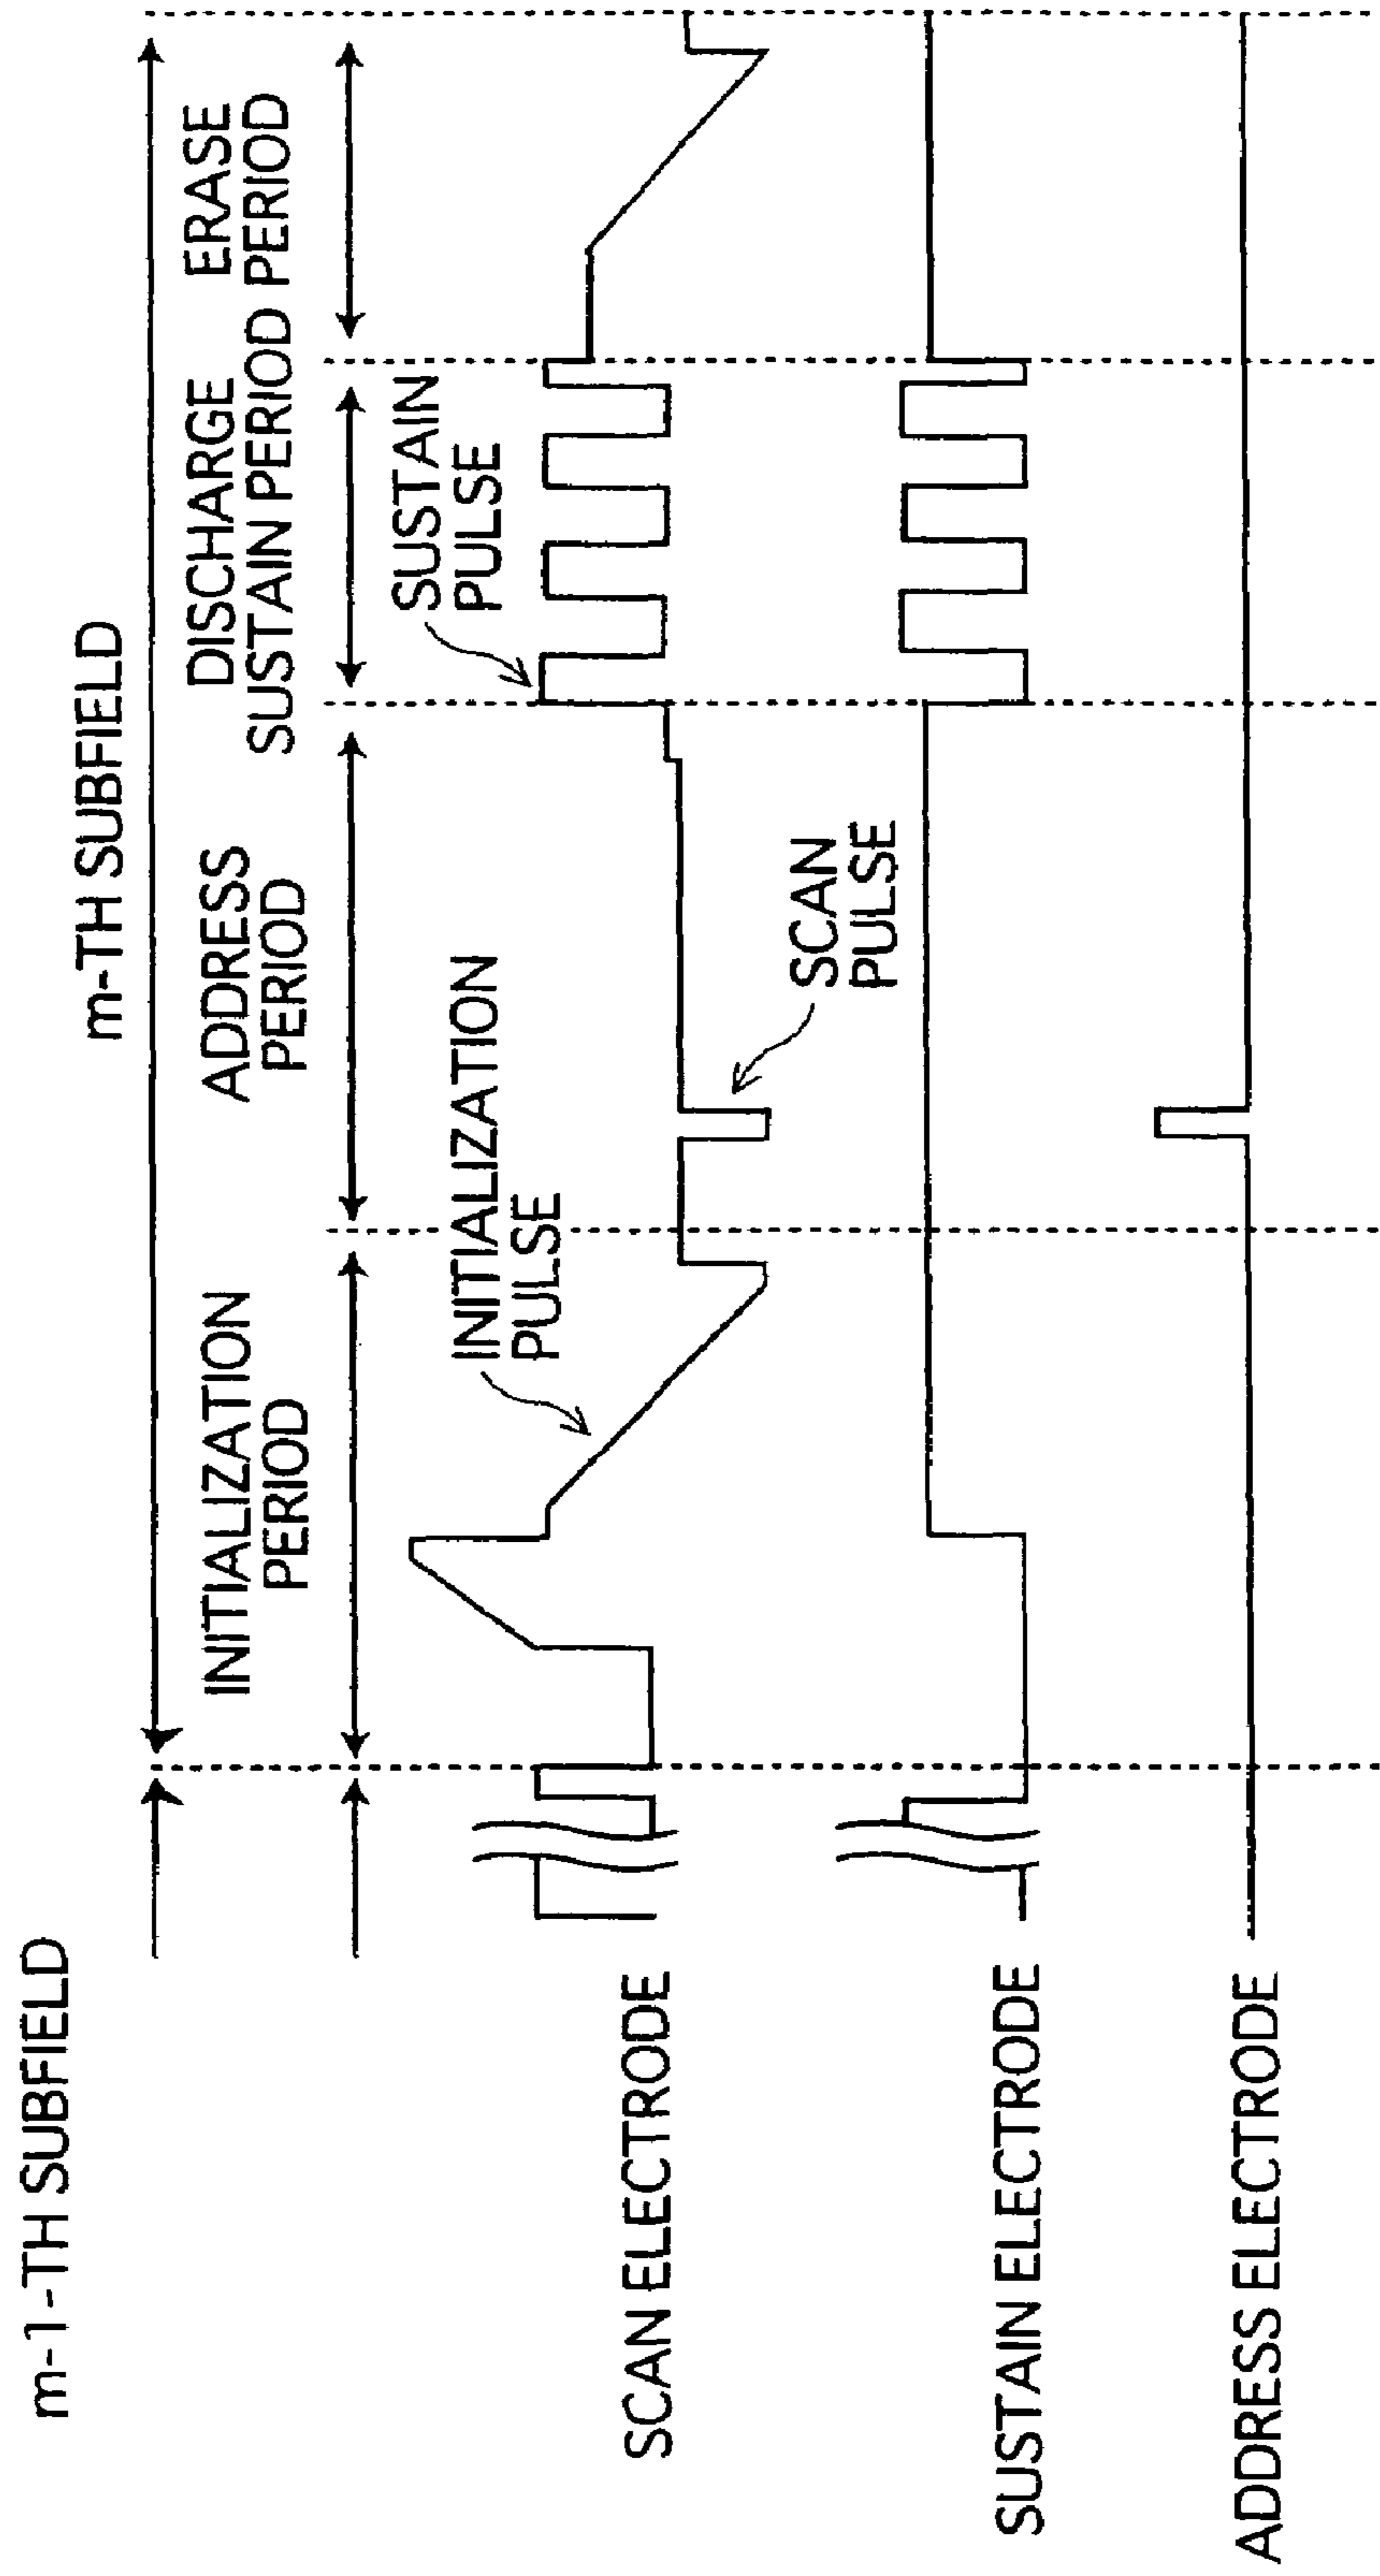 m-1-TH SUBFIELD
m-TH SUBFIELD
INITIALIZATION
PERIOD
ADDRESS
PERIOD
DISCHARGE
SUSTAIN PERIOD
ERASE
PERIOD
INITIALIZATION
PULSE
SCAN
PULSE
SUSTAIN
PULSE
SCAN ELECTRODE
SUSTAIN ELECTRODE
ADDRESS ELECTRODE